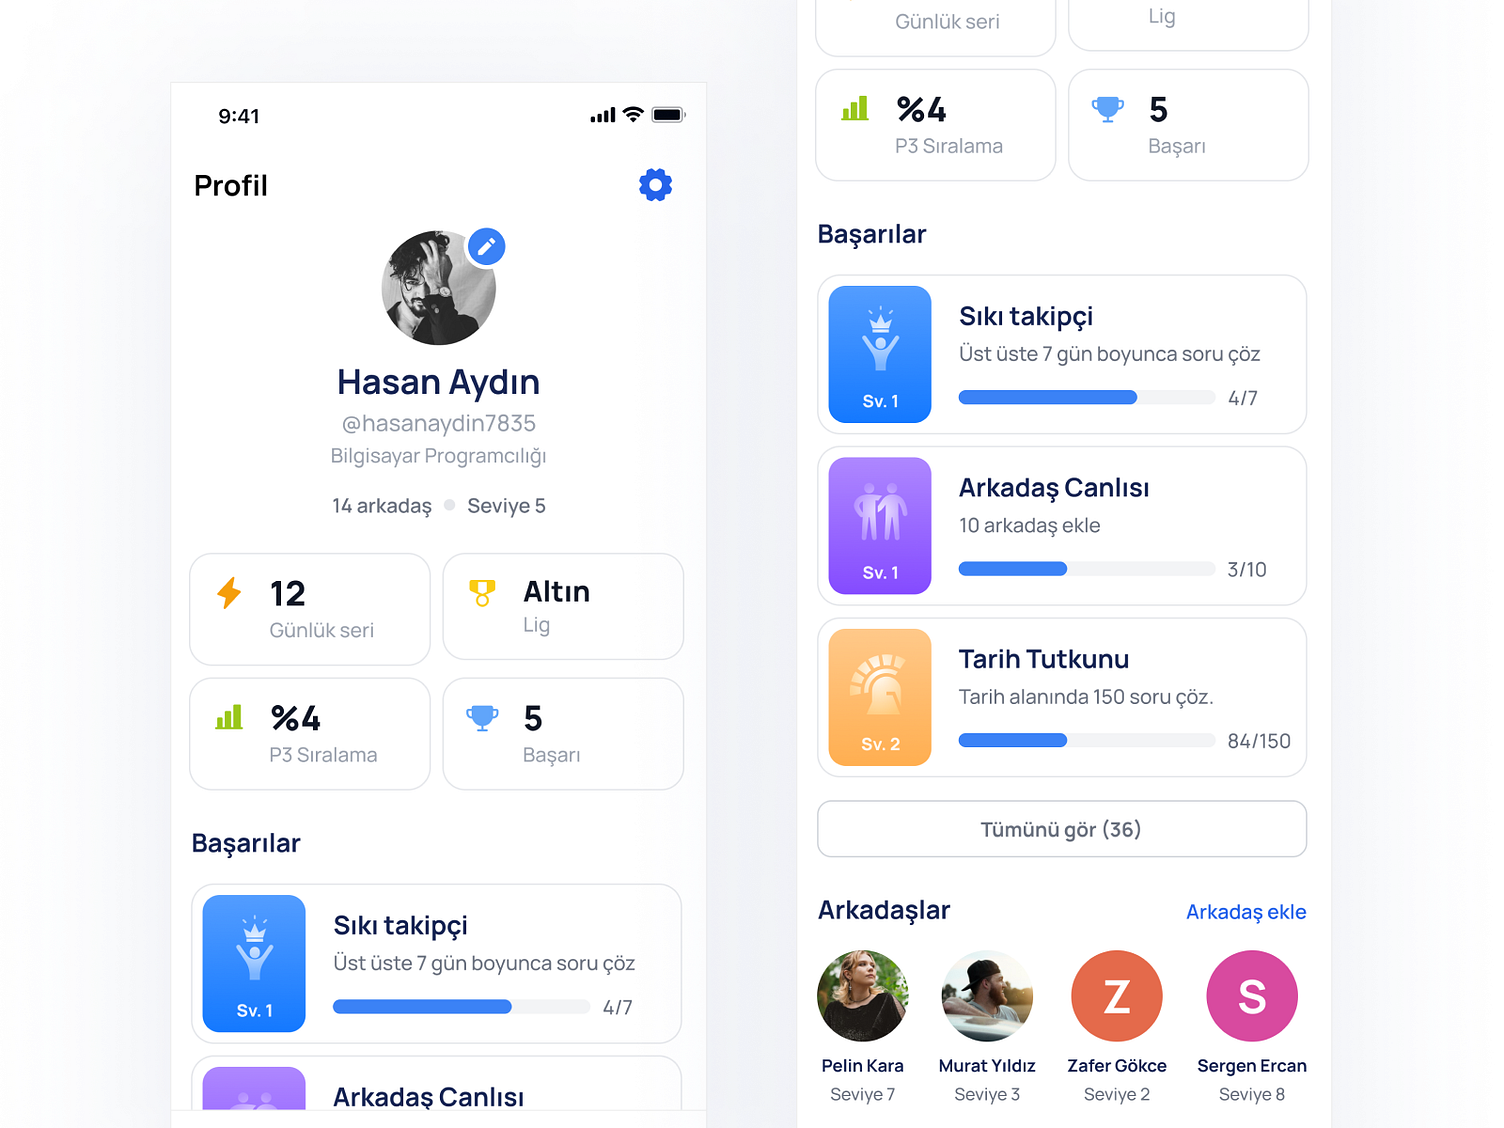 9:41
Profil
Hasan Aydın
@hasanaydin7835
Bilgisayar Programcılığı
14 arkadaş
Seviye 5
12
Günlük seri
Altın
Lig
%4
P3 Sıralama
5
Başarı
Başarılar
Sv. 1
Sıkı takipçi
Üst üste 7 gün boyunca soru çöz
4/7
Arkadaş Canlısı
Günlük seri
Lig
%4
P3 Sıralama
5
Başarı
Başarılar
Sv. 1
Sıkı takipçi
Üst üste 7 gün boyunca soru çöz
4/7
Sv. 1
Arkadaş Canlısı
10 arkadaş ekle
3/10
Sv. 2
Tarih Tutkunu
Tarih alanında 150 soru çöz.
84/150
Tümünü gör (36)
Arkadaşlar
Arkadaş ekle
Z
S
Pelin Kara
Seviye 7
Murat Yıldız
Seviye 3
Zafer Gökce
Seviye 2
Sergen Ercan
Seviye 8